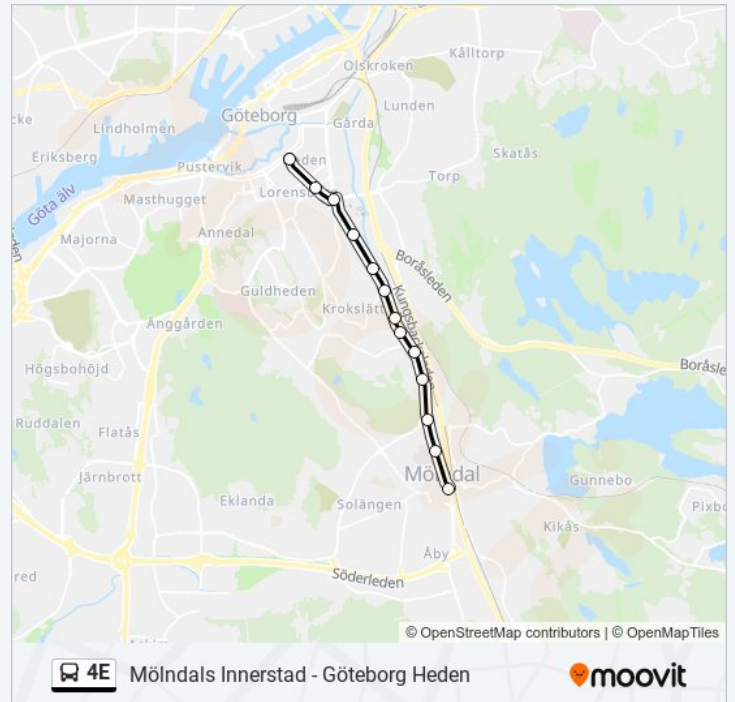 Kålltorp
Olskroken
Lunden
Göteborg
Gårda
cke
Lindholmen
Skatås
Eriksberg
Pustervik
Torp
Masthugget
Göta älv
Annedal
Majorna
Boråsleden
Guldheden
Änggården
Högsbohöjd
Ruddalen
Flatås
Järnbrott
Mölndal
Gunnebo
Eklanda
Solängen
Kikås
Åby
red
Söderleden
© OpenStreetMap contributors | © OpenMapTiles
4E Mölndals Innerstad - Göteborg Heden
moovit